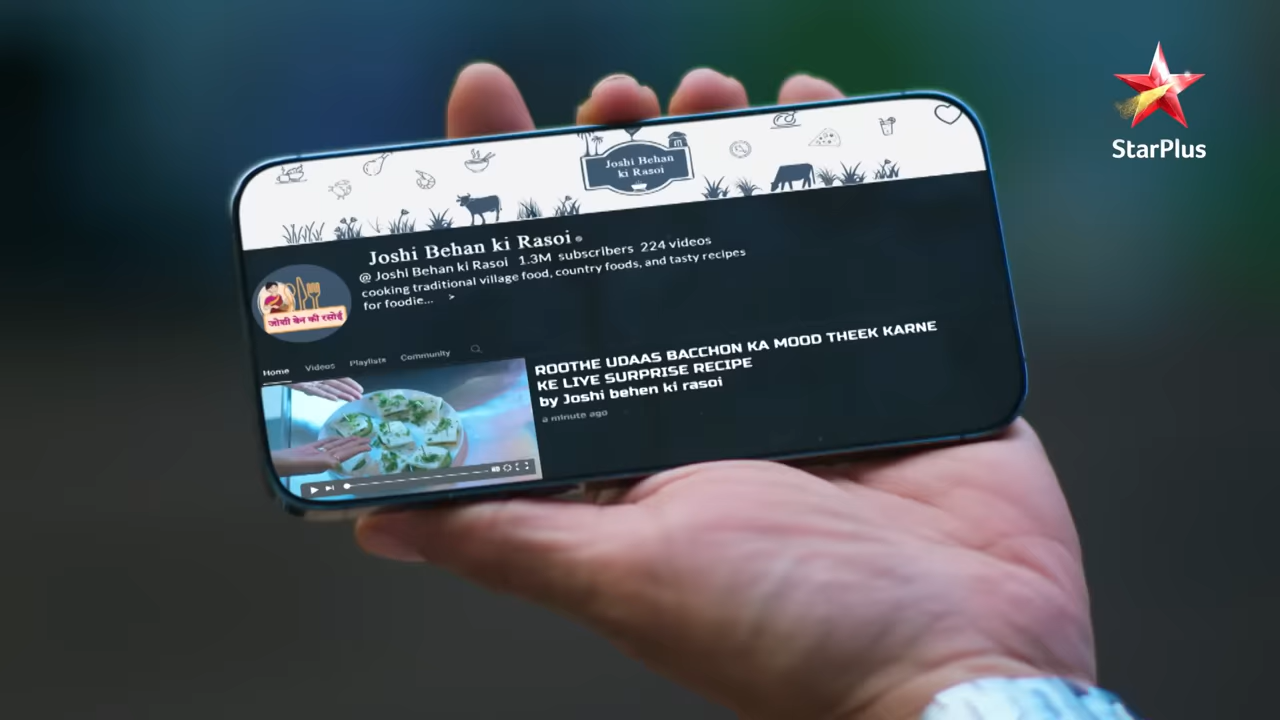 StarPlus
Joshi Behan
ki Rasoi
Joshi Behan ki Rasoi
@ Joshi Behan ki Rasoi 1.3M subscribers 224 videos
cooking traditional village food, country foods, and tasty recipes
for foodie... >
जोशी बेन की रसोई
Home Videos Playlists Community
ROOTHE UDAAS BACCHON KA MOOD THEEK KARNE
KE LIYE SURPRISE RECIPE
by Joshi behen ki rasoi
a minute ago
HD